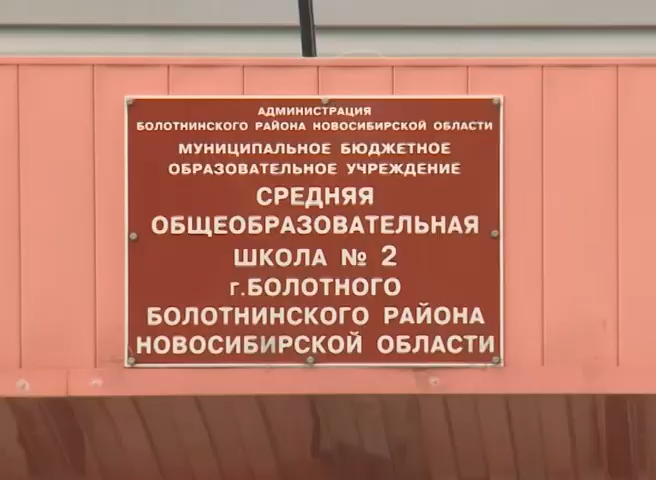 АДМИНИСТРАЦИЯ
БОЛОТНИНСКОГО РАЙОНА НОВОСИБИРСКОЙ ОБЛАСТИ
МУНИЦИПАЛЬНОЕ БЮДЖЕТНОЕ
ОБРАЗОВАТЕЛЬНОЕ УЧРЕЖДЕНИЕ
СРЕДНЯЯ
ОБЩЕОБРАЗОВАТЕЛЬНАЯ
ШКОЛА № 2
г.БОЛОТНОГО
БОЛОТНИНСКОГО РАЙОНА
НОВОСИБИРСКОЙ ОБЛАСТИ